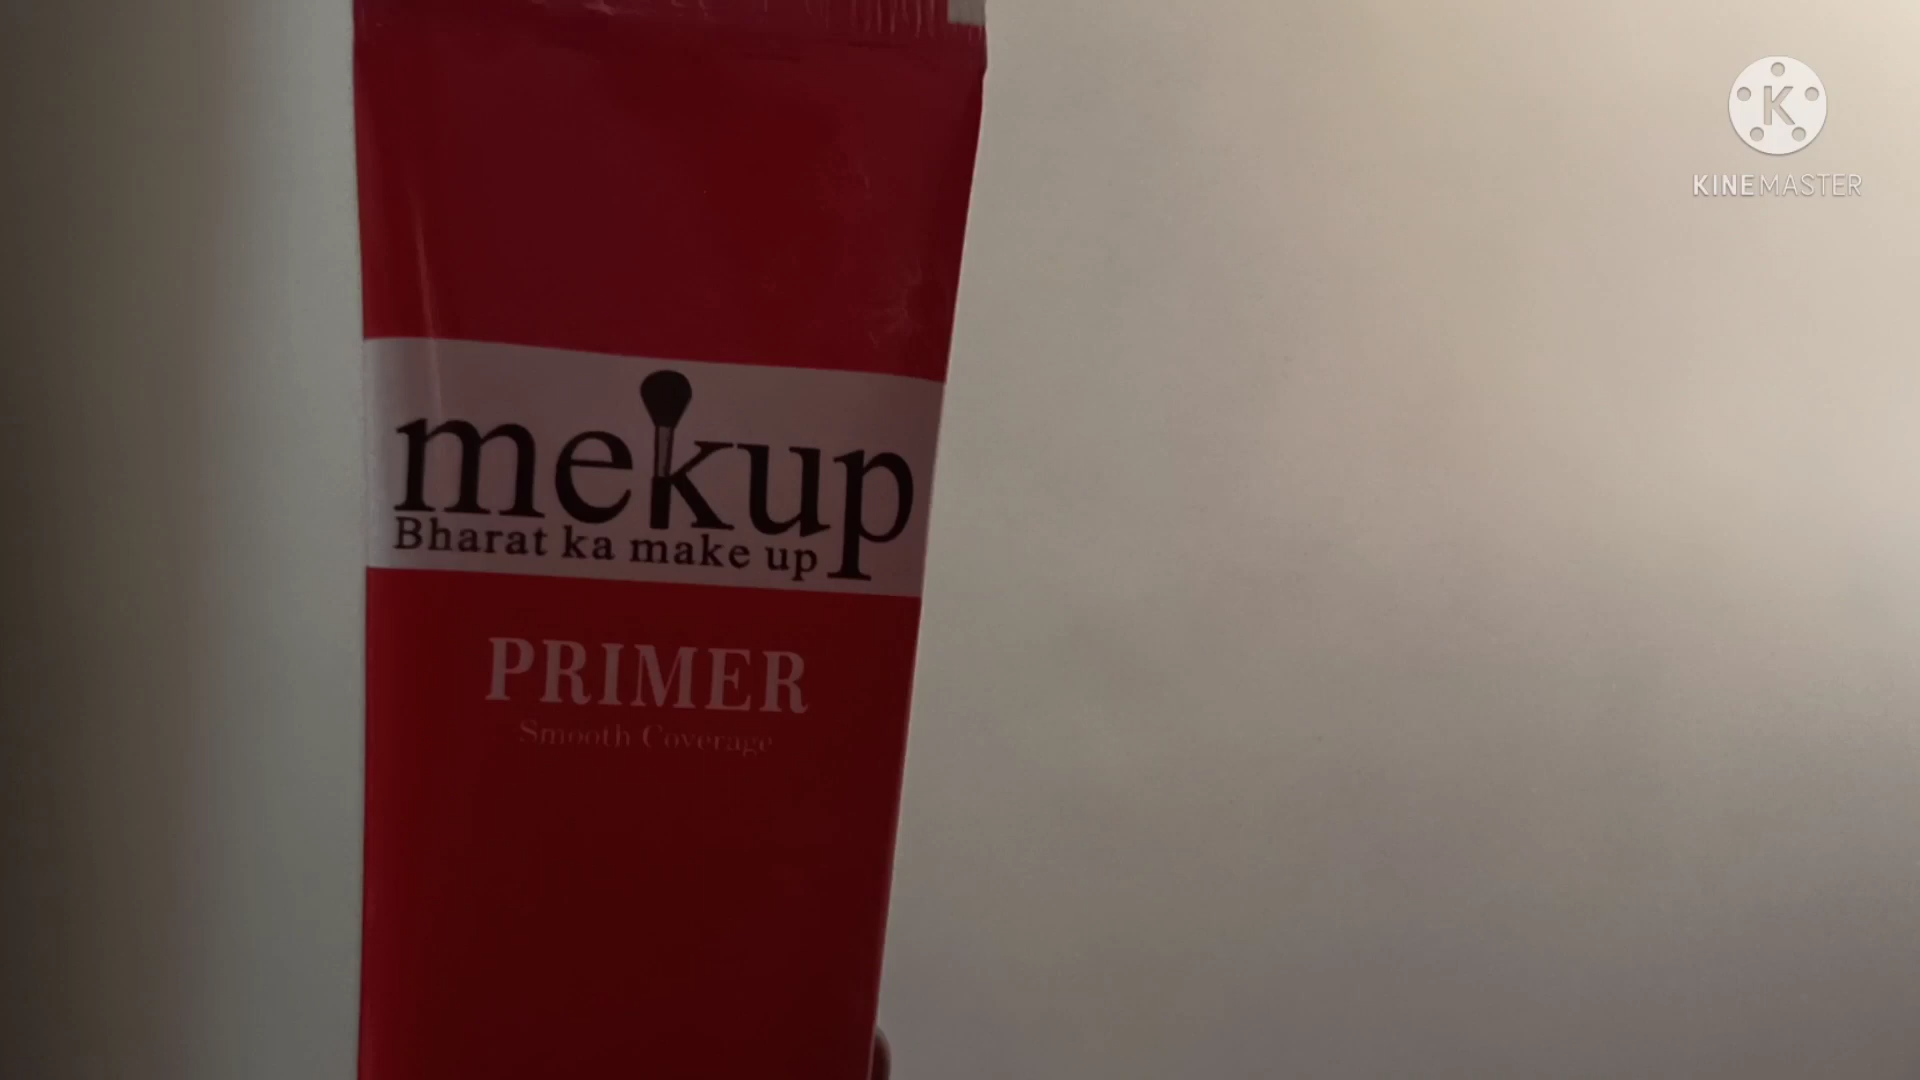 mekup
Bharat ka make up
PRIMER
Smooth Coverage
K
KINEMASTER